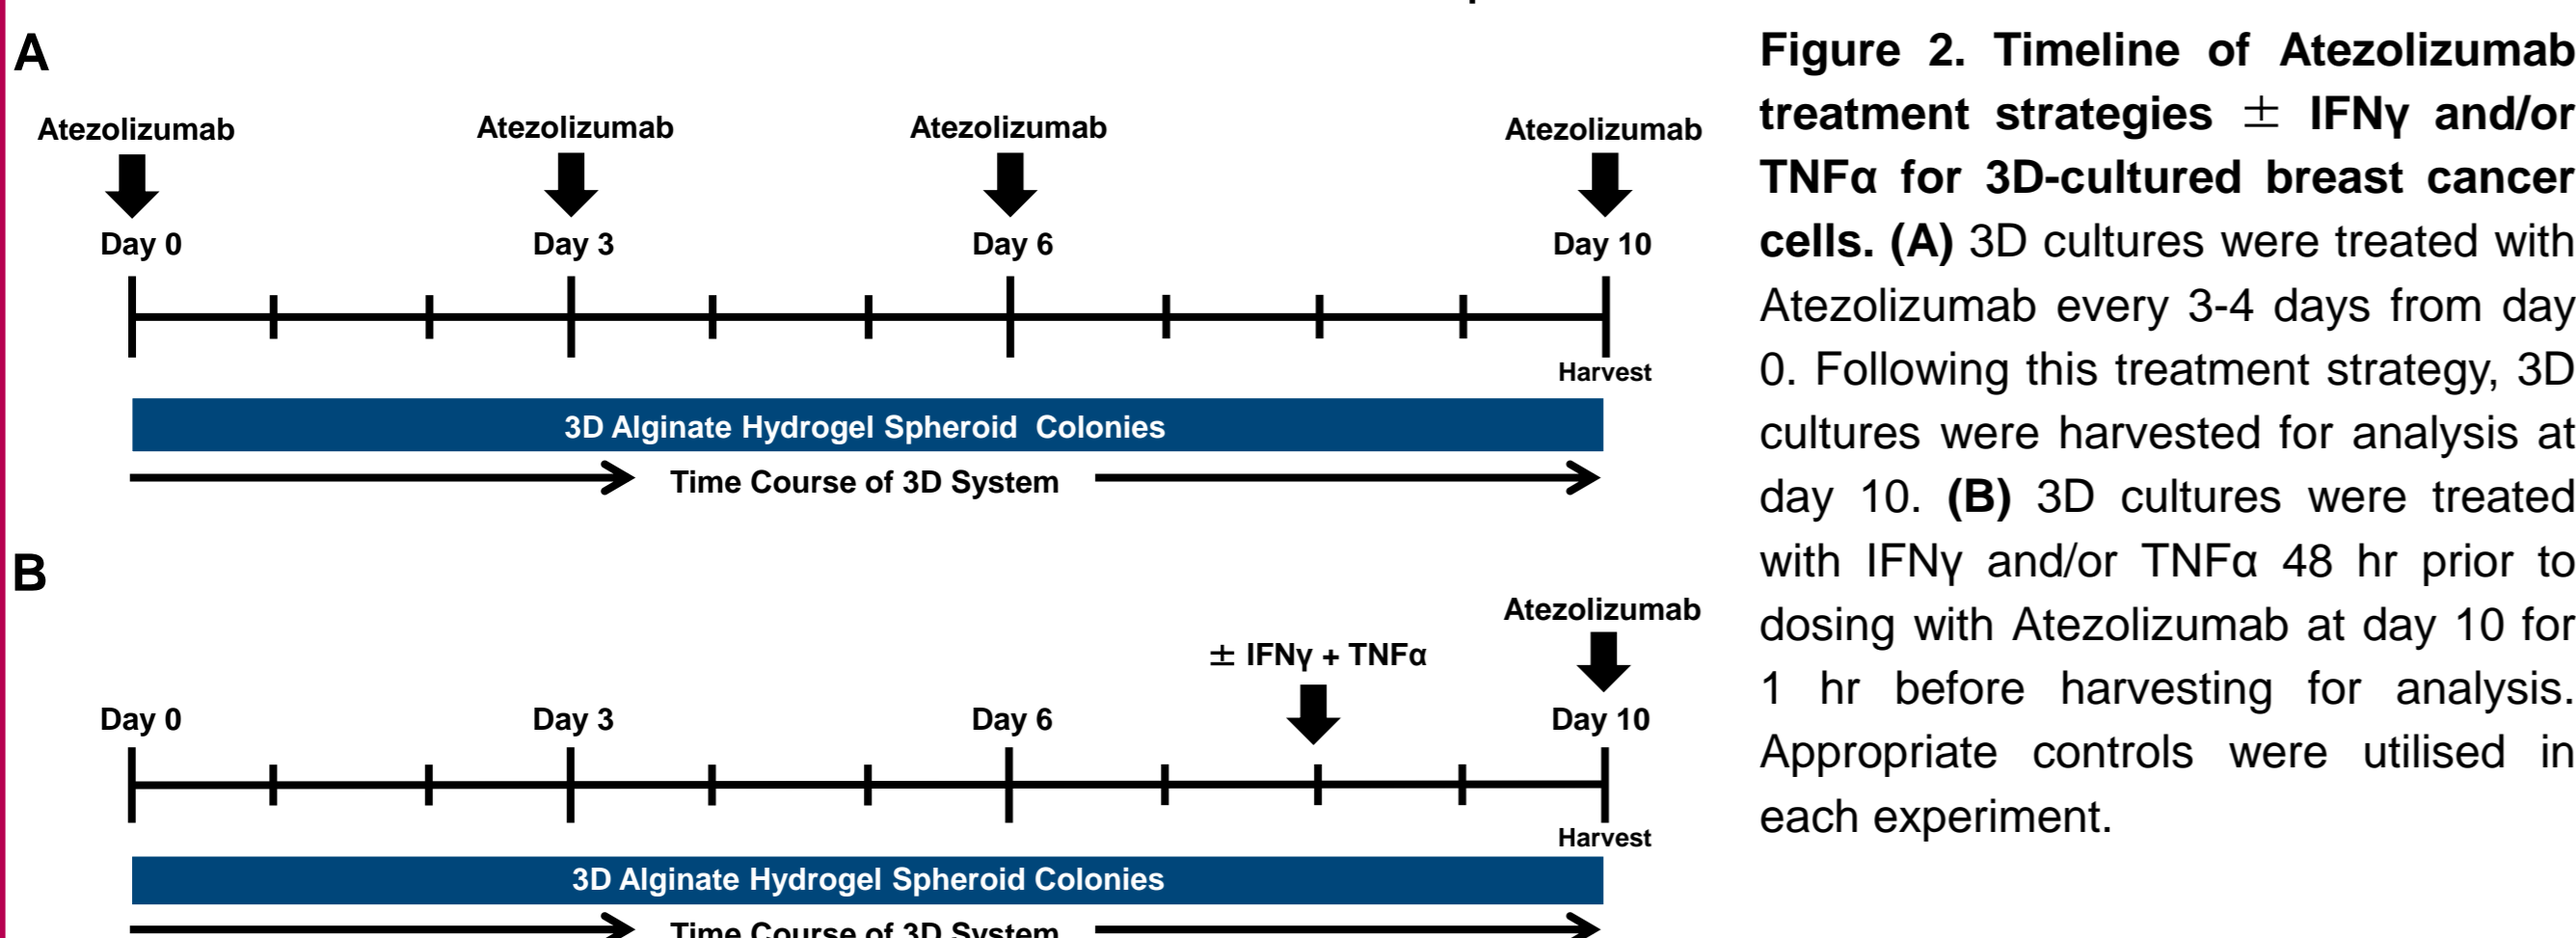 A
Atezolizumab Atezolizumab Atezolizumab Atezolizumab
Day 0 Day 3 Day 6 Day 10
Harvest
3D Alginate Hydrogel Spheroid Colonies
Time Course of 3D System
B
Atezolizumab
± IFNγ + TNFα
Day 0 Day 3 Day 6 Day 10
Harvest
3D Alginate Hydrogel Spheroid Colonies
Time Course of 3D System
Figure 2. Timeline of Atezolizumab
treatment strategies ± IFNγ and/or
TNFα for 3D-cultured breast cancer
cells. (A) 3D cultures were treated with
Atezolizumab every 3-4 days from day
0. Following this treatment strategy, 3D
cultures were harvested for analysis at
day 10. (B) 3D cultures were treated
with IFNγ and/or TNFα 48 hr prior to
dosing with Atezolizumab at day 10 for
1 hr before harvesting for analysis.
Appropriate controls were utilised in
each experiment.